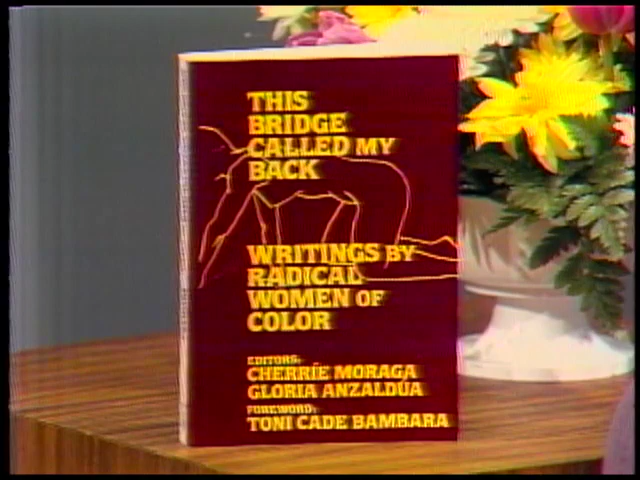 THIS
BRIDGE
CALLED MY
BACK
WRITINGS BY
RADICAL
WOMEN OF
COLOR
EDITORS:
CHERRÍE MORAGA
GLORIA ANZALDÚA
FOREWORD:
TONI CADE BAMBARA